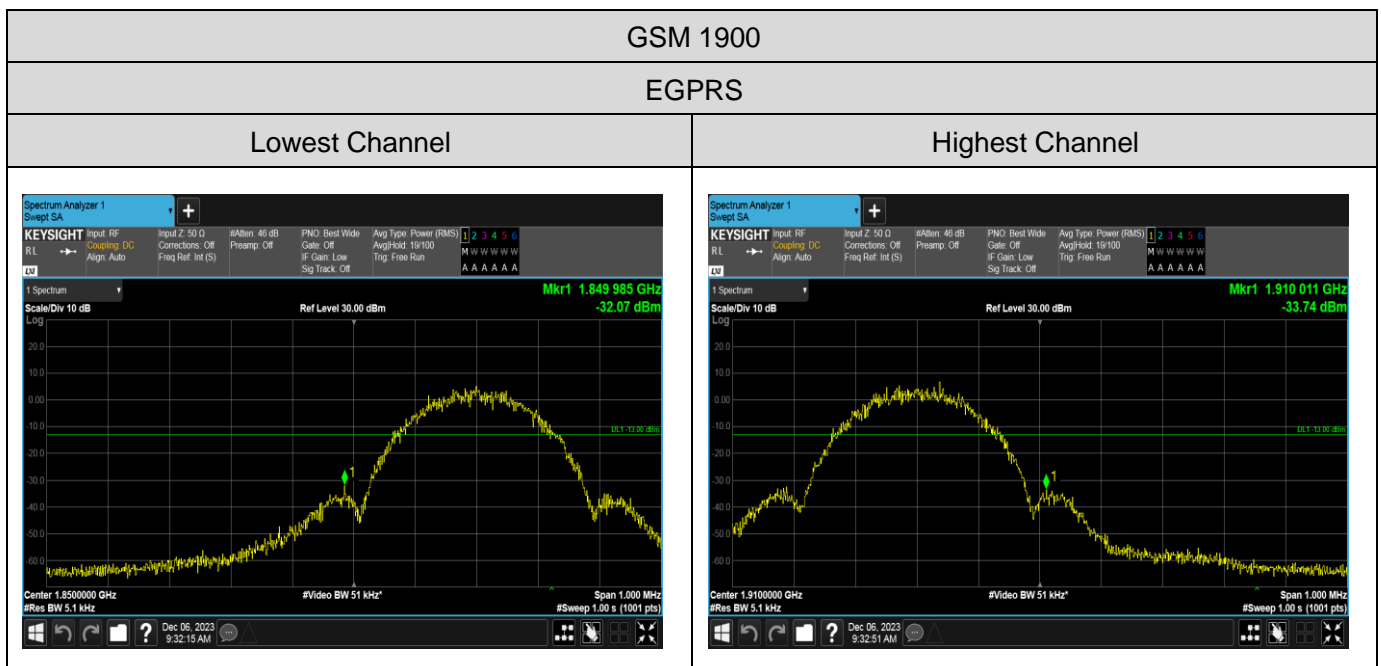 GSM 1900
EGPRS
Lowest Channel
Highest Channel
Spectrum Analyzer 1
Swept SA
+
KEYSIGHT Input: RF Input Z: 50 Ω #Atten: 46 dB PNO: Best Wide Avg Type: Power (RMS) 1 2 3 4 5 6
RL Coupling: DC Corrections: Off Preamp: Off Gate: Off Avg|Hold: 19/100 M W W W W W
Align: Auto Freq Ref: Int (S) IF Gain: Low Trig: Free Run
LXI Sig Track: Off A A A A A A
1 Spectrum Mkr1 1.849 985 GHz
Scale/Div 10 dB Ref Level 30.00 dBm -32.07 dBm
Log
20.0
10.0
0.00
-10.0
DL1 -13.00 dBm
-20.0
-30.0
1
-40.0
-50.0
-60.0
Center 1.8500000 GHz #Video BW 51 kHz* Span 1.000 MHz
#Res BW 5.1 kHz #Sweep 1.00 s (1001 pts)
? Dec 06, 2023
9:32:15 AM
Spectrum Analyzer 1
Swept SA
+
KEYSIGHT Input: RF Input Z: 50 Ω #Atten: 46 dB PNO: Best Wide Avg Type: Power (RMS) 1 2 3 4 5 6
RL Coupling: DC Corrections: Off Preamp: Off Gate: Off Avg|Hold: 19/100 M W W W W W
Align: Auto Freq Ref: Int (S) IF Gain: Low Trig: Free Run
LXI Sig Track: Off A A A A A A
1 Spectrum Mkr1 1.910 011 GHz
Scale/Div 10 dB Ref Level 30.00 dBm -33.74 dBm
Log
20.0
10.0
0.00
-10.0
DL1 -13.00 dBm
-20.0
-30.0
1
-40.0
-50.0
-60.0
Center 1.9100000 GHz #Video BW 51 kHz* Span 1.000 MHz
#Res BW 5.1 kHz #Sweep 1.00 s (1001 pts)
? Dec 06, 2023
9:32:51 AM